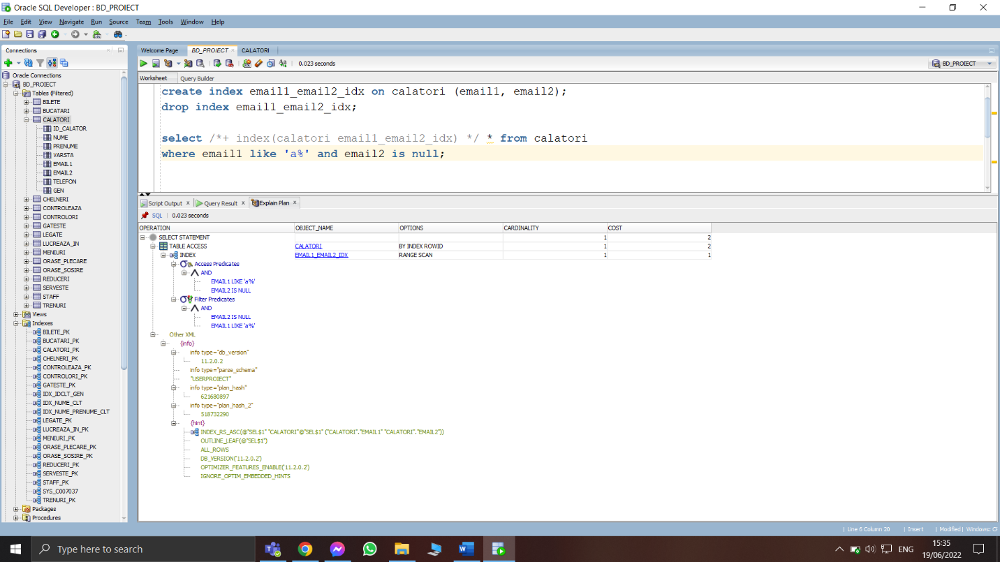 Oracle SQL Developer : BD_PROIECT
File Edit View Navigate Run Source Team Tools Window Help
Connections
Oracle Connections
BD_PROIECT
Tables (Filtered)
BILETE
BUCATARI
CALATORI
ID_CALATOR
NUME
PRENUME
VARSTA
EMAIL1
EMAIL2
TELEFON
GEN
CHELNERI
CONTROLEAZA
CONTROLORI
GATESTE
LEGATE
LUCREAZA_IN
MENIURI
ORASE_PLECARE
ORASE_SOSIRE
REDUCERI
SERVESTE
STAFF
TRENURI
Views
Indexes
BILETE_PK
BUCATARI_PK
CALATORI_PK
CHELNERI_PK
CONTROLEAZA_PK
CONTROLORI_PK
GATESTE_PK
IDX_IDCLT_GEN
IDX_NUME_CLT
IDX_NUME_PRENUME_CLT
LEGATE_PK
LUCREAZA_IN_PK
MENIURI_PK
ORASE_PLECARE_PK
ORASE_SOSIRE_PK
REDUCERI_PK
SERVESTE_PK
STAFF_PK
SYS_C007037
TRENURI_PK
Packages
Procedures
Welcome Page BD_PROIECT CALATORI
0.023 seconds BD_PROIECT
Worksheet Query Builder
create index email1_email2_idx on calatori (email1, email2);
drop index email1_email2_idx;
select /*+ index(calatori email1_email2_idx) */ * from calatori
where email1 like 'a%' and email2 is null;
Script Output x Query Result x Explain Plan x
SQL | 0.023 seconds
OPERATION OBJECT_NAME OPTIONS CARDINALITY COST
SELECT STATEMENT 1 2
TABLE ACCESS CALATORI BY INDEX ROWID 1 2
INDEX EMAIL1_EMAIL2_IDX RANGE SCAN 1 1
Access Predicates
AND
EMAIL1 LIKE 'a%'
EMAIL2 IS NULL
Filter Predicates
AND
EMAIL2 IS NULL
EMAIL1 LIKE 'a%'
Other XML
{info}
info type="db_version"
11.2.0.2
info type="parse_schema"
"USERPROIECT"
info type="plan_hash"
621680897
info type="plan_hash_2"
518732290
{hint}
INDEX_RS_ASC(@"SEL$1" "CALATORI"@"SEL$1" ("CALATORI"."EMAIL1" "CALATORI"."EMAIL2"))
OUTLINE_LEAF(@"SEL$1")
ALL_ROWS
DB_VERSION('11.2.0.2')
OPTIMIZER_FEATURES_ENABLE('11.2.0.2')
IGNORE_OPTIM_EMBEDDED_HINTS
| Line 6 Column 20 | Insert | Modified | Windows: C
Type here to search
ENG
15:35
19/06/2022